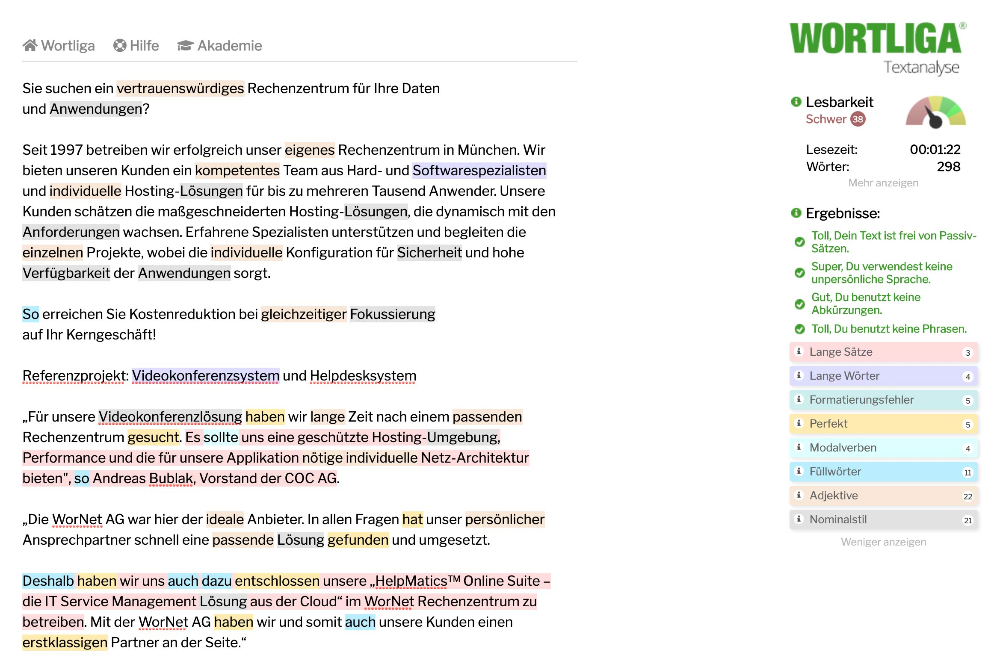 Wortliga Hilfe Akademie
Sie suchen ein vertrauenswürdiges Rechenzentrum für Ihre Daten
und Anwendungen?
Seit 1997 betreiben wir erfolgreich unser eigenes Rechenzentrum in München. Wir
bieten unseren Kunden ein kompetentes Team aus Hard- und Softwarespezialisten
und individuelle Hosting-Lösungen für bis zu mehreren Tausend Anwender. Unsere
Kunden schätzen die maßgeschneiderten Hosting-Lösungen, die dynamisch mit den
Anforderungen wachsen. Erfahrene Spezialisten unterstützen und begleiten die
einzelnen Projekte, wobei die individuelle Konfiguration für Sicherheit und hohe
Verfügbarkeit der Anwendungen sorgt.
So erreichen Sie Kostenreduktion bei gleichzeitiger Fokussierung
auf Ihr Kerngeschäft!
Referenzprojekt: Videokonferenzsystem und Helpdesksystem
„Für unsere Videokonferenzlösung haben wir lange Zeit nach einem passenden
Rechenzentrum gesucht. Es sollte uns eine geschützte Hosting-Umgebung,
Performance und die für unsere Applikation nötige individuelle Netz-Architektur
bieten", so Andreas Bublak, Vorstand der COC AG.
„Die WorNet AG war hier der ideale Anbieter. In allen Fragen hat unser persönlicher
Ansprechpartner schnell eine passende Lösung gefunden und umgesetzt.
Deshalb haben wir uns auch dazu entschlossen unsere „HelpMatics™ Online Suite –
die IT Service Management Lösung aus der Cloud“ im WorNet Rechenzentrum zu
betreiben. Mit der WorNet AG haben wir und somit auch unsere Kunden einen
erstklassigen Partner an der Seite.“
WORTLIGA®
Textanalyse
Lesbarkeit
Schwer 38
Lesezeit: 00:01:22
Wörter: 298
Mehr anzeigen
Ergebnisse:
Toll, Dein Text ist frei von Passiv-
Sätzen.
Super, Du verwendest keine
unpersönliche Sprache.
Gut, Du benutzt keine
Abkürzungen.
Toll, Du benutzt keine Phrasen.
Lange Sätze 3
Lange Wörter 4
Formatierungsfehler 5
Perfekt 5
Modalverben 4
Füllwörter 11
Adjektive 22
Nominalstil 21
Weniger anzeigen